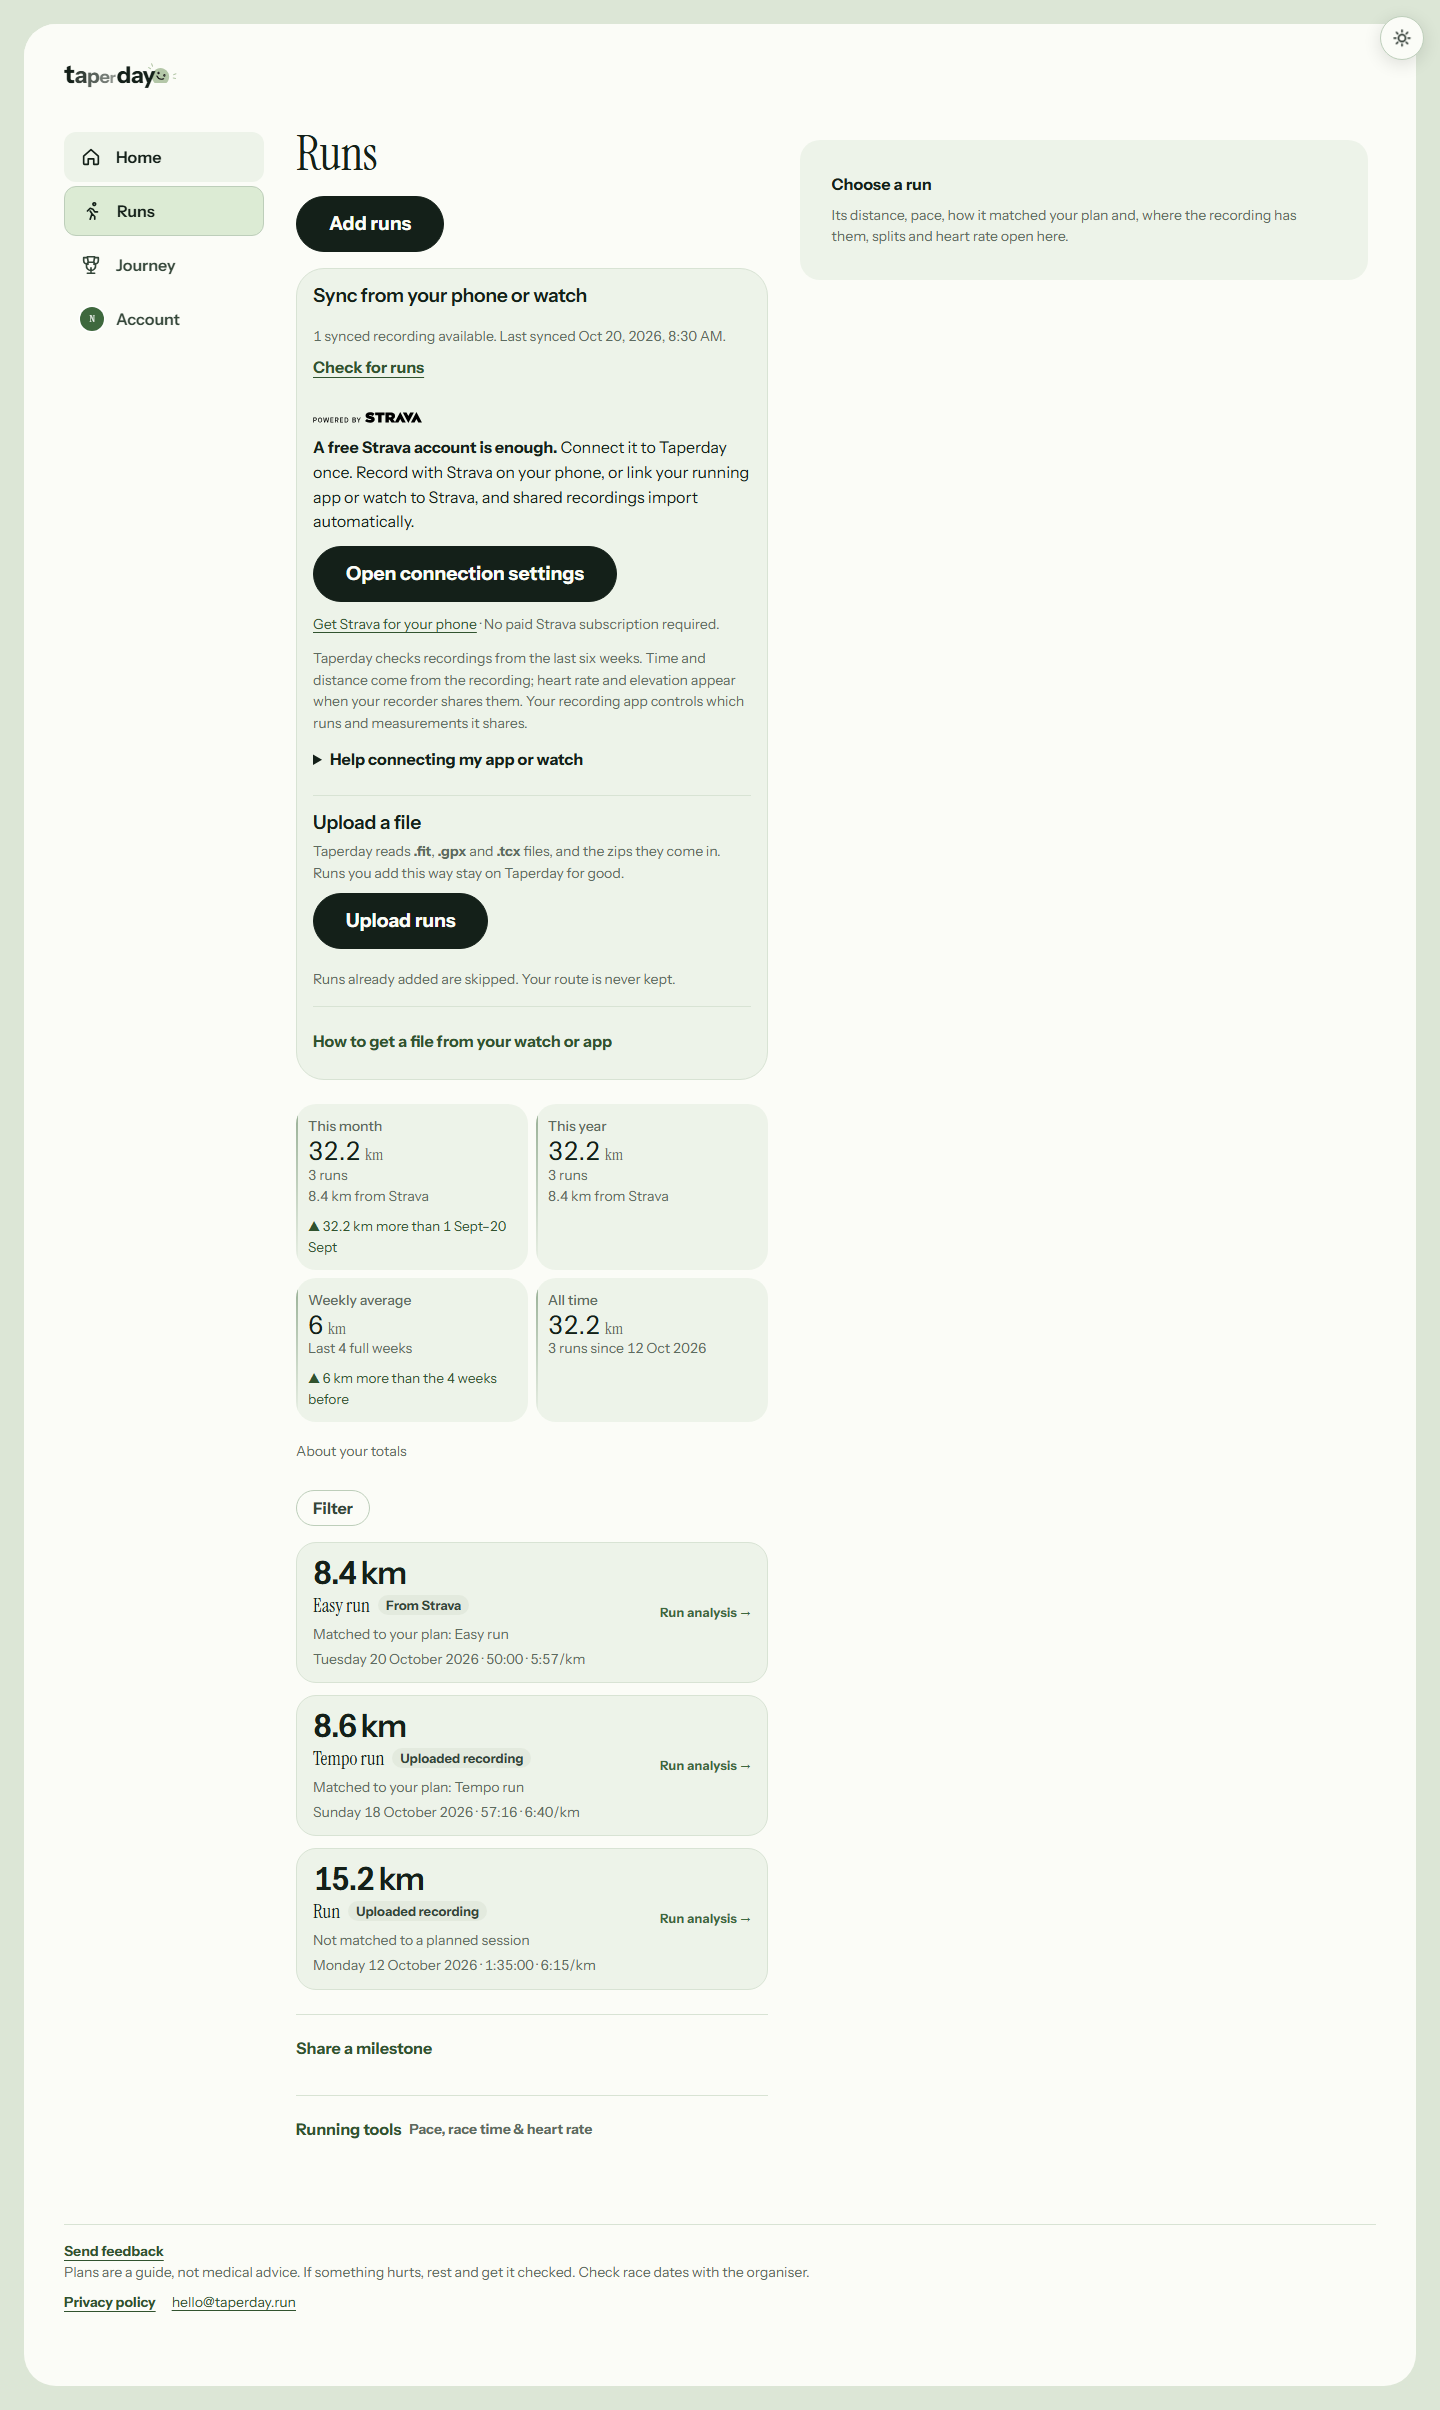 taperday
Home
Runs
Journey
N
Account
Runs
Add runs
Sync from your phone or watch
1 synced recording available. Last synced Oct 20, 2026, 8:30 AM.
Check for runs
POWERED BY STRAVA
A free Strava account is enough. Connect it to Taperday
once. Record with Strava on your phone, or link your running
app or watch to Strava, and shared recordings import
automatically.
Open connection settings
Get Strava for your phone · No paid Strava subscription required.
Taperday checks recordings from the last six weeks. Time and
distance come from the recording; heart rate and elevation appear
when your recorder shares them. Your recording app controls which
runs and measurements it shares.
▶ Help connecting my app or watch
Upload a file
Taperday reads .fit, .gpx and .tcx files, and the zips they come in.
Runs you add this way stay on Taperday for good.
Upload runs
Runs already added are skipped. Your route is never kept.
How to get a file from your watch or app
This month
32.2 km
3 runs
8.4 km from Strava
▲ 32.2 km more than 1 Sept–20
Sept
This year
32.2 km
3 runs
8.4 km from Strava
Weekly average
6 km
Last 4 full weeks
▲ 6 km more than the 4 weeks
before
All time
32.2 km
3 runs since 12 Oct 2026
About your totals
Filter
8.4 km
Easy run From Strava
Run analysis →
Matched to your plan: Easy run
Tuesday 20 October 2026 · 50:00 · 5:57/km
8.6 km
Tempo run Uploaded recording
Run analysis →
Matched to your plan: Tempo run
Sunday 18 October 2026 · 57:16 · 6:40/km
15.2 km
Run Uploaded recording
Run analysis →
Not matched to a planned session
Monday 12 October 2026 · 1:35:00 · 6:15/km
Share a milestone
Running tools Pace, race time & heart rate
Choose a run
Its distance, pace, how it matched your plan and, where the recording has
them, splits and heart rate open here.
Send feedback
Plans are a guide, not medical advice. If something hurts, rest and get it checked. Check race dates with the organiser.
Privacy policy hello@taperday.run